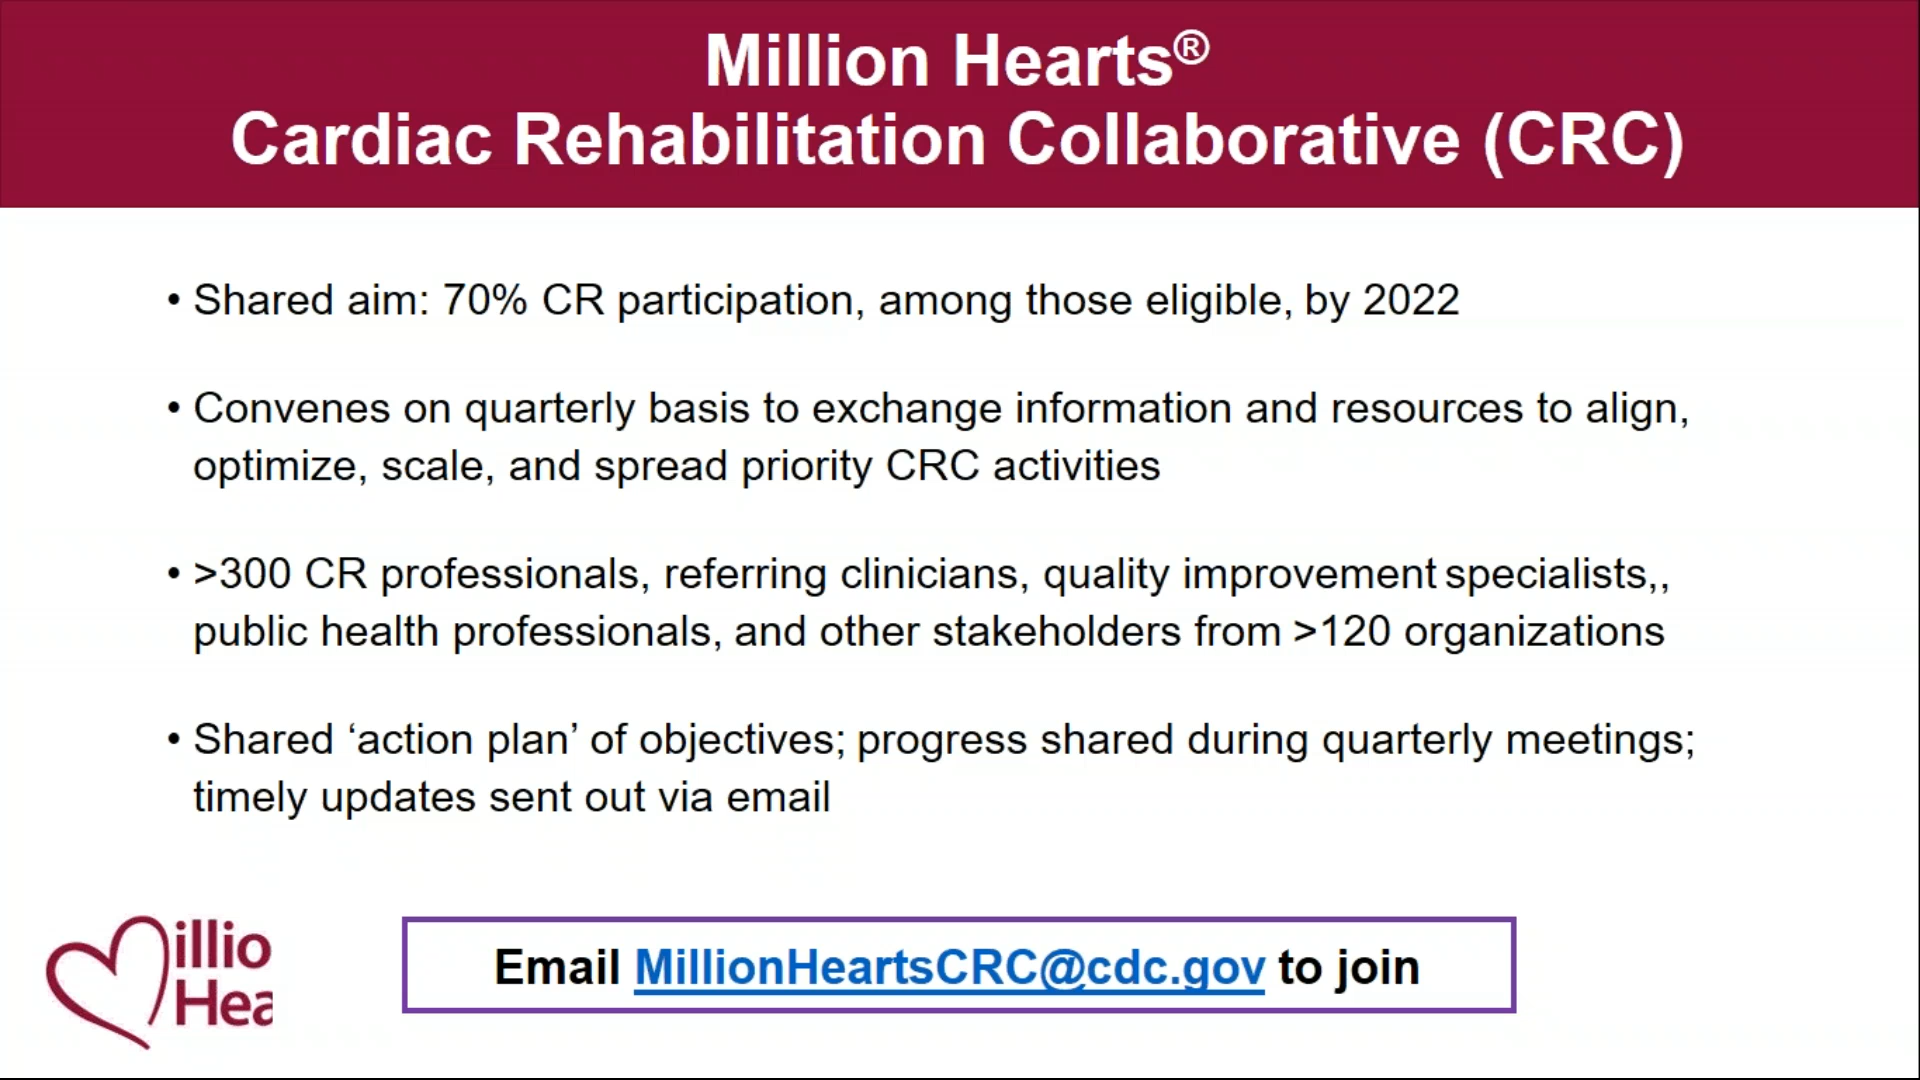 Million Hearts®
Cardiac Rehabilitation Collaborative (CRC)
• Shared aim: 70% CR participation, among those eligible, by 2022
• Convenes on quarterly basis to exchange information and resources to align,
optimize, scale, and spread priority CRC activities
• >300 CR professionals, referring clinicians, quality improvement specialists,,
public health professionals, and other stakeholders from >120 organizations
• Shared ‘action plan’ of objectives; progress shared during quarterly meetings;
timely updates sent out via email
illio
Hea
Email MillionHeartsCRC@cdc.gov to join